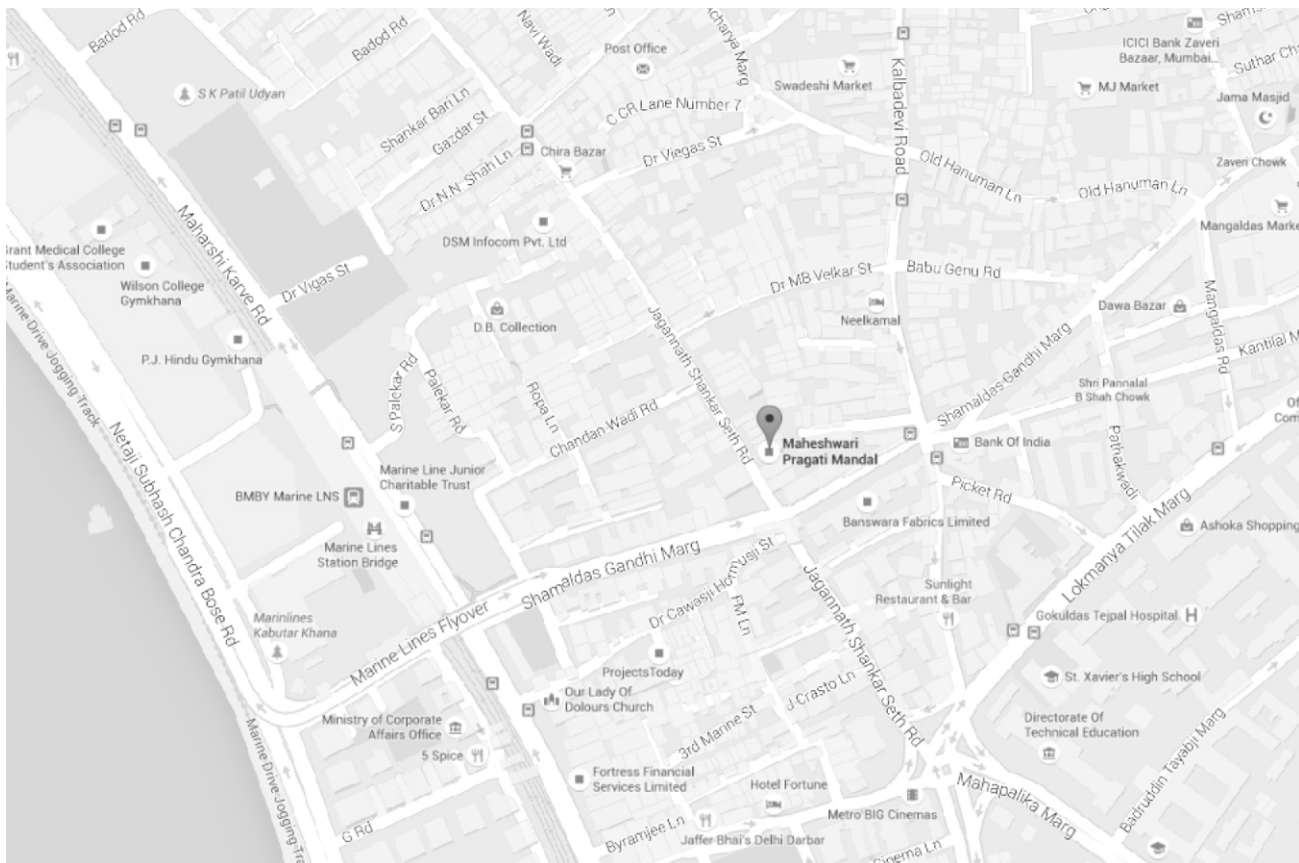 Badod Rd
Badod Rd
Navi Wadi
Post Office
Acharya Marg
Swadeshi Market
Kalbadevi Road
ICICI Bank Zaveri
Bazaar, Mumbai...
MJ Market
Jama Masjid
S K Patil Udyan
Shankar Bari Ln
Gazdar St
C CR Lane Number 7
Chira Bazar
Dr Viegas St
Dr.N.N- Shah Ln
Old Hanuman Ln
Old Hanuman Ln
Zaveri Chowk
Mangaldas Marke
Maharshi Karve Rd
Grant Medical College
Student's Association
Wilson College
Gymkhana
DSM Infocom Pvt. Ltd
Dr Vigas St
Dr MB Velkar St
Babu Genu Rd
Neelkamal
Dawa Bazar
Mangaldas Rd
Marine Drive Jogging Track
P.J. Hindu Gymkhana
D.B. Collection
Jagannath Shankar Seth Rd
Shamaldas Gandhi Marg
Kantilal M
S Palekar Rd
Palekar Rd
Ropa Ln
Chandan Wadi Rd
Shri Pannalal
B Shah Chowk
Maheshwari
Pragati Mandal
Bank Of India
Pathakwadi
Netaji Subhash Chandra Bose Rd
BMBY Marine LNS
Marine Line Junior
Charitable Trust
Picket Rd
Banswara Fabrics Limited
Lokmanya Tilak Marg
Ashoka Shopping
Marine Lines
Station Bridge
Shamaldas Gandhi Marg
Dr Cawasji Hormusji St
Jagannath Shankar Seth Rd
Sunlight
Restaurant & Bar
Gokuldas Tejpal Hospital
Marinlines
Kabutar Khana
Marine Lines Flyover
FM Ln
ProjectsToday
J Crasto Ln
St. Xavier's High School
Our Lady Of
Dolours Church
3rd Marine St
Directorate Of
Technical Education
Badruddin Tayabji Marg
Ministry of Corporate
Affairs Office
5 Spice
Marine Drive Jogging Track
Fortress Financial
Services Limited
Hotel Fortune
Metro BIG Cinemas
Mahapalika Marg
G Rd
Byramjee Ln
Jaffer Bhai's Delhi Darbar
Cinema Ln